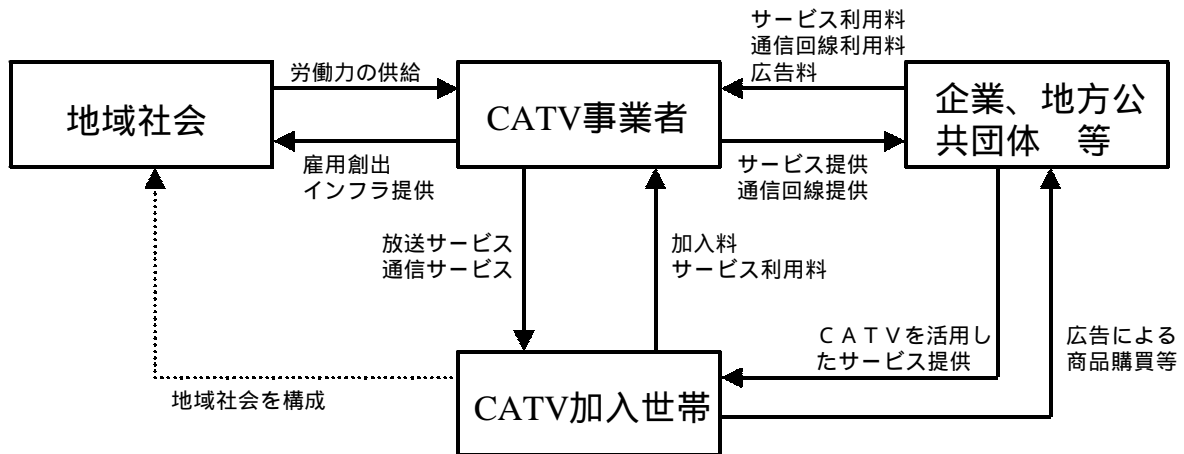 サービス利用料
通信回線利用料
広告料
労働力の供給
地域社会
CATV事業者
企業、地方公
共団体　等
雇用創出
インフラ提供
サービス提供
通信回線提供
放送サービス
通信サービス
加入料
サービス利用料
ＣＡＴＶを活用し
たサービス提供
広告による
商品購買等
地域社会を構成
CATV加入世帯